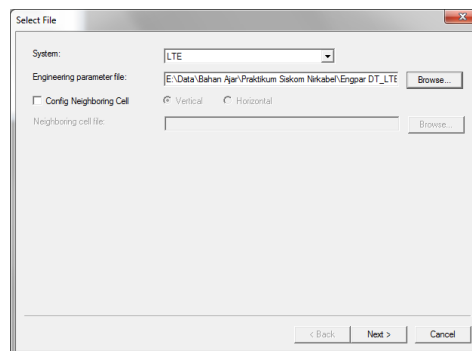 Select File
System:
LTE
Engineering parameter file:
E:\Data\Bahan Ajar\Praktikum Siskom Nirkabel\Engpar DT_LTE
Browse...
Config Neighboring Cell
Vertical
Horizontal
Neighboring cell file:
Browse...
< Back
Next >
Cancel